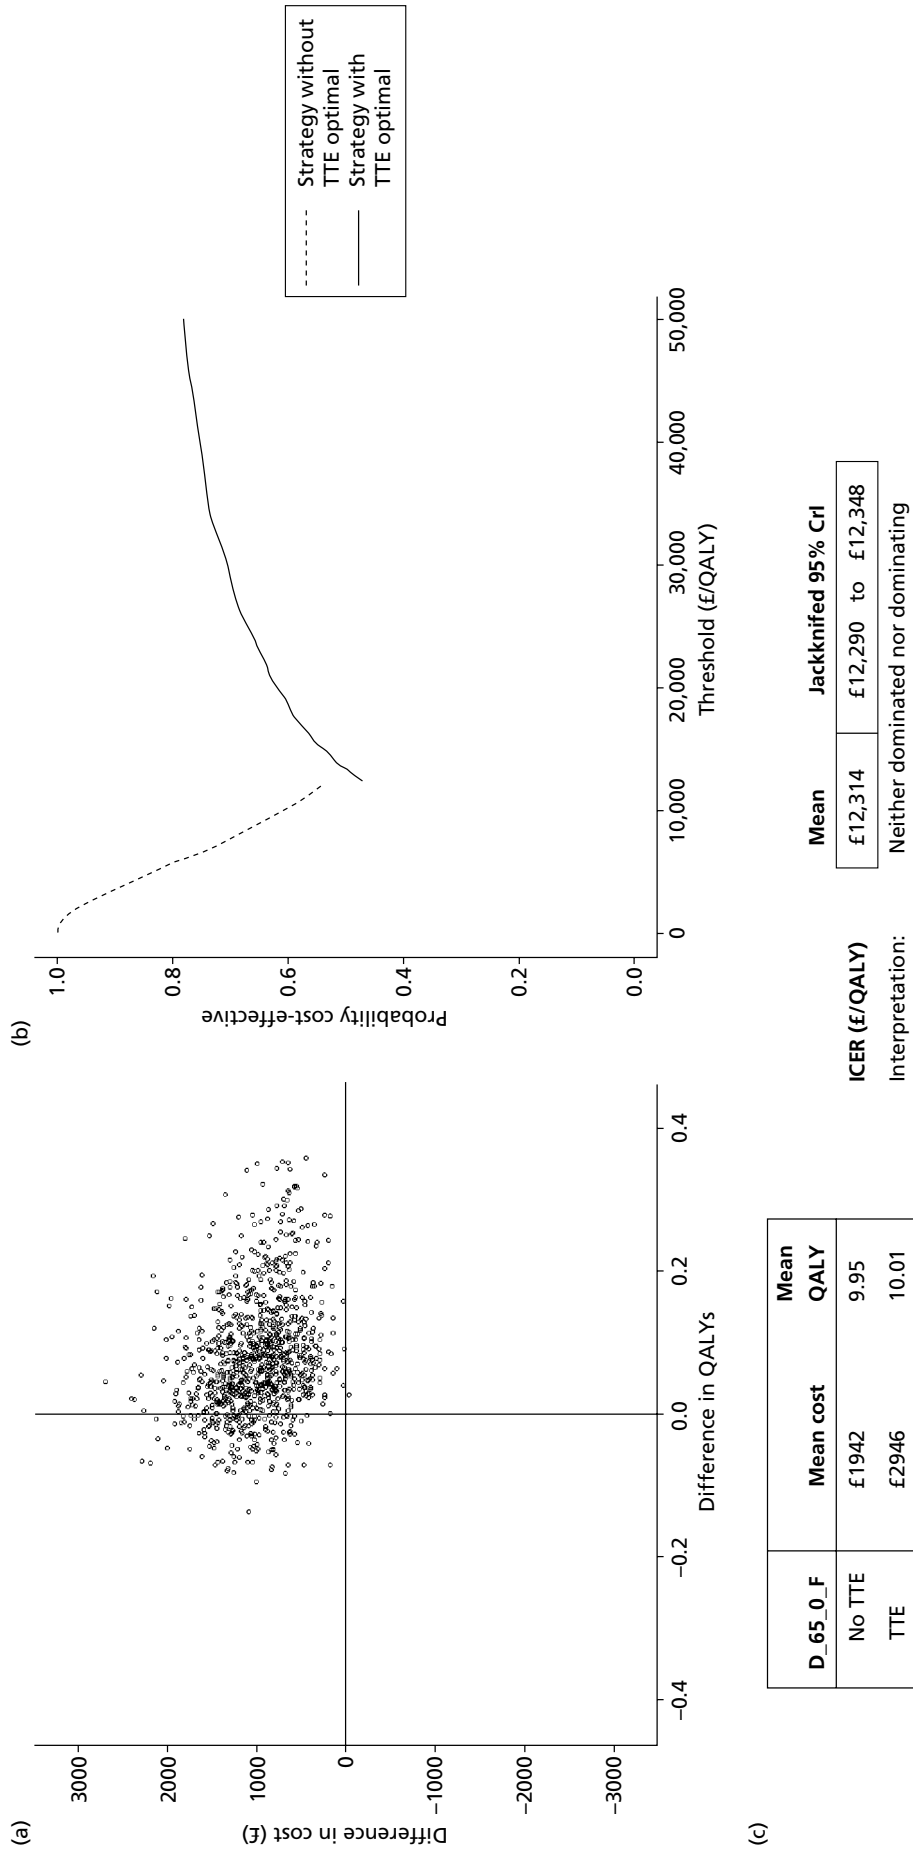 (a)
3000
2000
1000
0
−1000
−2000
−3000
Difference in cost (£)
−0.4
−0.2
0.0
0.2
0.4
Difference in QALYs
(b)
1.0
0.8
0.6
0.4
0.2
0.0
Probability cost-effective
0
10,000
20,000
30,000
40,000
50,000
Threshold (£/QALY)
Strategy without
TTE optimal
Strategy with
TTE optimal
(c)
D_65_0_F Mean cost Mean QALY
No TTE £1942 9.95
TTE £2946 10.01
Mean Jackknifed 95% CrI
ICER (£/QALY) £12,314 £12,290 to £12,348
Interpretation: Neither dominated nor dominating